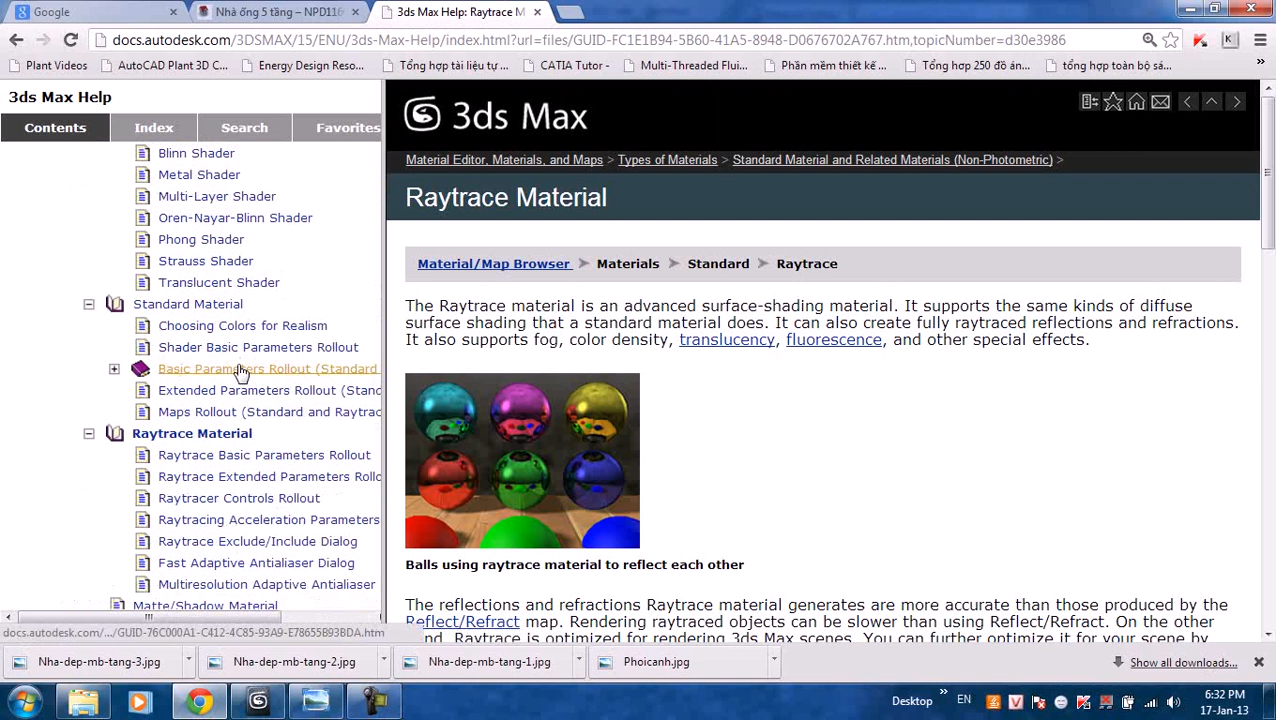 Google
Nhà ống 5 tầng – NPD116
3ds Max Help: Raytrace M
docs.autodesk.com/3DSMAX/15/ENU/3ds-Max-Help/index.html?url=files/GUID-FC1E1B94-5B60-41A5-8948-D0676702A767.htm,topicNumber=d30e3986
Plant Videos
AutoCAD Plant 3D C...
Energy Design Reso...
Tổng hợp tài liệu tự ...
CATIA Tutor -
Multi-Threaded Flui...
Phần mềm thiết kế ...
Tổng hợp 250 đồ án...
tổng hợp toàn bộ sá...
»
3ds Max Help
Contents
Index
Search
Favorites
Blinn Shader
Metal Shader
Multi-Layer Shader
Oren-Nayar-Blinn Shader
Phong Shader
Strauss Shader
Translucent Shader
Standard Material
Choosing Colors for Realism
Shader Basic Parameters Rollout
Basic Parameters Rollout (Standard
Extended Parameters Rollout (Stand
Maps Rollout (Standard and Raytrac
Raytrace Material
Raytrace Basic Parameters Rollout
Raytrace Extended Parameters Rollo
Raytracer Controls Rollout
Raytracing Acceleration Parameters
Raytrace Exclude/Include Dialog
Fast Adaptive Antialiaser Dialog
Multiresolution Adaptive Antialiaser
Matte/Shadow Material
docs.autodesk.com/.../GUID-76C000A1-C412-4C85-93A9-E78655B93BDA.htm
3ds Max
Material Editor, Materials, and Maps > Types of Materials > Standard Material and Related Materials (Non-Photometric) >
Raytrace Material
Material/Map Browser Materials Standard Raytrace
The Raytrace material is an advanced surface-shading material. It supports the same kinds of diffuse
surface shading that a standard material does. It can also create fully raytraced reflections and refractions.
It also supports fog, color density, translucency, fluorescence, and other special effects.
Balls using raytrace material to reflect each other
The reflections and refractions Raytrace material generates are more accurate than those produced by the
Reflect/Refract map. Rendering raytraced objects can be slower than using Reflect/Refract. On the other
Raytrace is optimized for rendering 3ds Max scenes. You can further optimize it for your scene by
Nha-dep-mb-tang-3.jpg
Nha-dep-mb-tang-2.jpg
Nha-dep-mb-tang-1.jpg
Phoicanh.jpg
Show all downloads...
Desktop
»
EN
6:32 PM
17-Jan-13